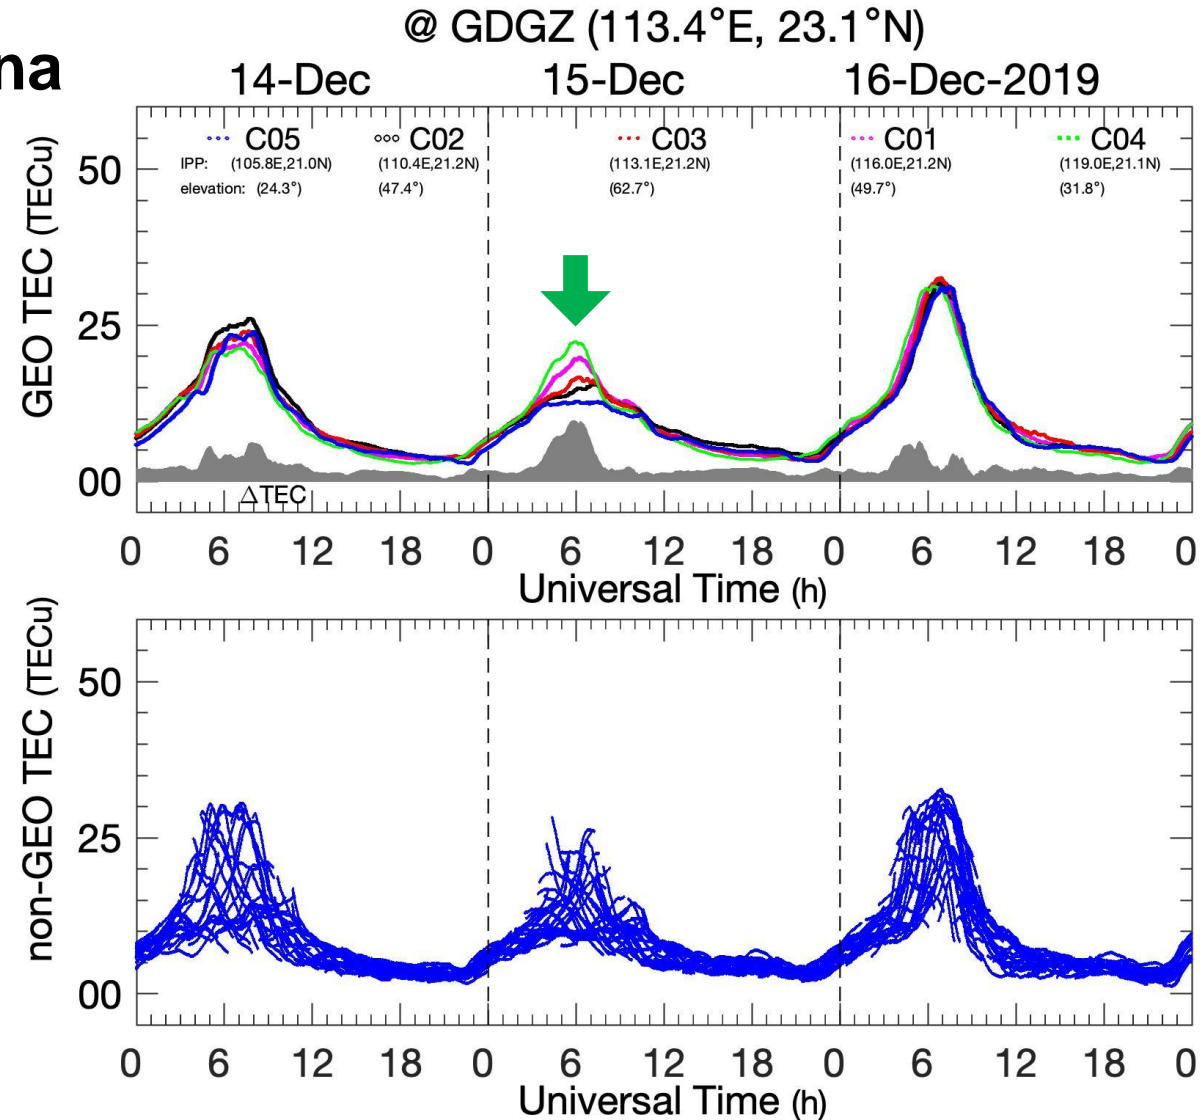 @ GDGZ (113.4°E, 23.1°N)
na
14-Dec 15-Dec 16-Dec-2019
C05 C02 C03 C01 C04
IPP: (105.8E,21.0N) (110.4E,21.2N) (113.1E,21.2N) (116.0E,21.2N) (119.0E,21.1N)
elevation: (24.3°) (47.4°) (62.7°) (49.7°) (31.8°)
GEO TEC (TECu)
50
25
00
ΔTEC
0 6 12 18 0 6 12 18 0 6 12 18 0
Universal Time (h)
non-GEO TEC (TECu)
50
25
00
0 6 12 18 0 6 12 18 0 6 12 18 0
Universal Time (h)